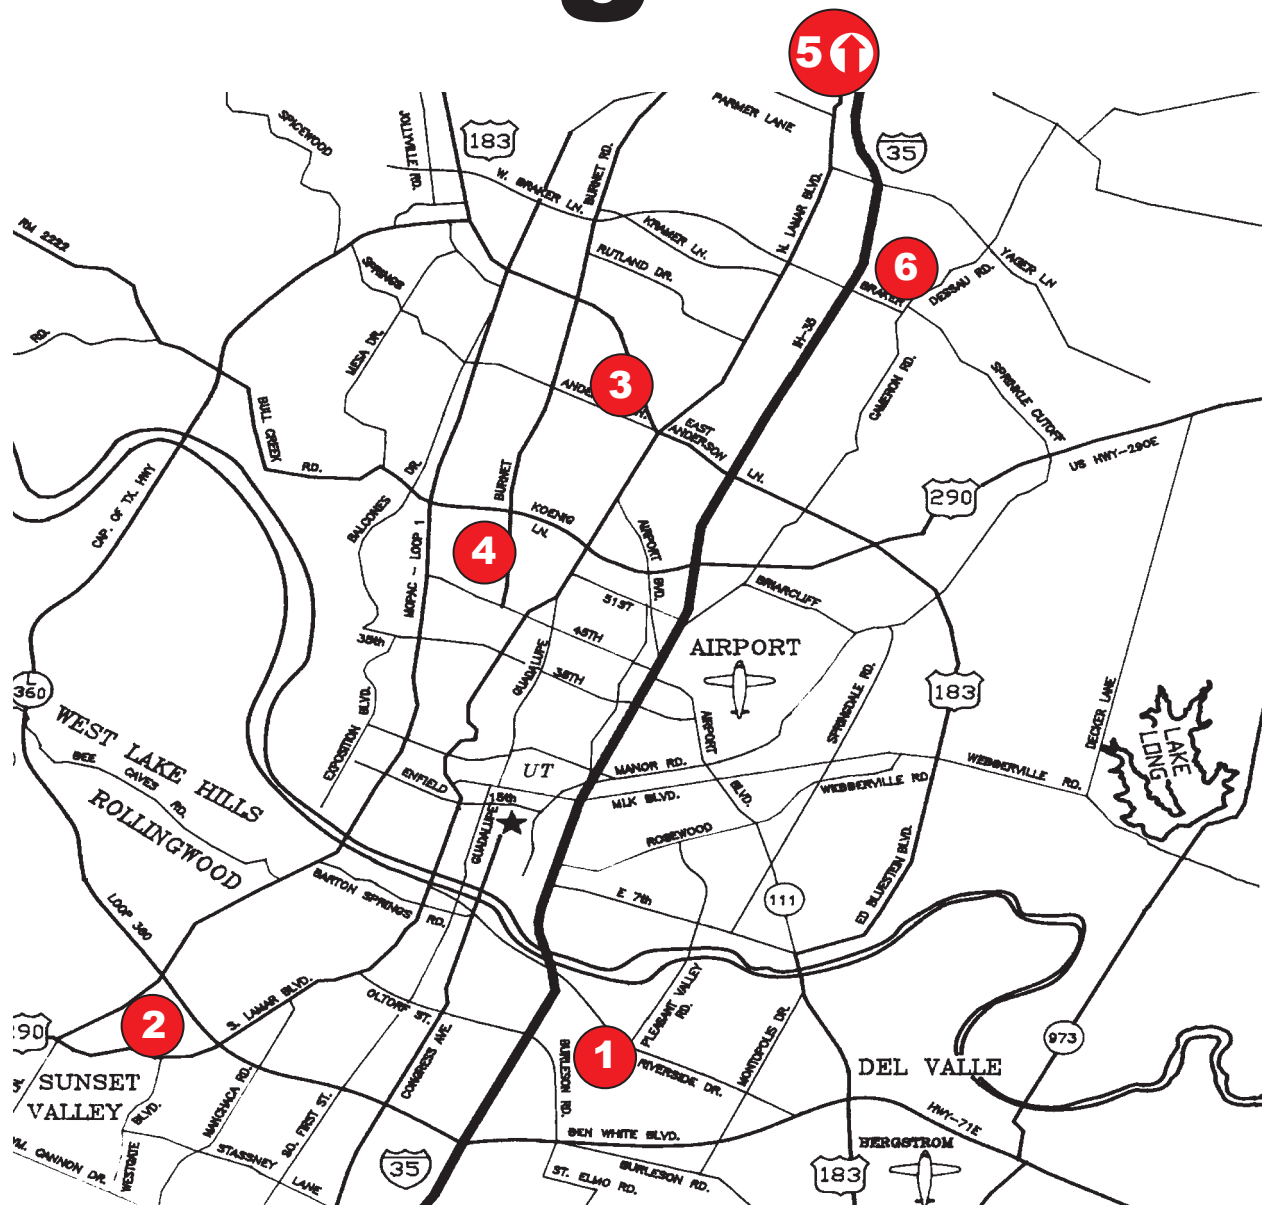 5
PARMER LANE
SPICEWOOD
JOLLYVILLE RD.
183
35
W. BRAKER LN.
BURNET RD.
N. LAMAR BLVD.
KRAMER LN.
RUTLAND DR.
RM 2222
SPRINGS
6
BRAKER
DESSAU RD.
YAGER LN
RD.
MESA DR.
IH-35
3
CAMERON RD.
SPRINKLE CUTOFF
BULL CREEK
RD.
EAST
ANDERSON
LN.
US HWY-290E
290
CAP. OF TX. HWY
BALCONES
DR.
BURNET
KOENIG
LN.
4
MOPAC - LOOP 1
AIRPORT
BVD.
51ST
BRIARCLIFF
45TH
35th
38TH
GUADALUPE
AIRPORT
183
L
360
WEST LAKE HILLS
BEE
CAVES
RD.
ROLLINGWOOD
EXPOSITION BLVD.
ENFIELD
UT
MANOR RD.
AIRPORT
BLVD.
SPRINGDALE RD.
MLK BLVD.
WEBBERVILLE RD
WEBBERVILLE RD.
DECKER LANE
LAKE
LONG
15th
GUADALUPE
ROSEWOOD
E 7th
111
ED BLUESTEIN BLVD.
BARTON SPRINGS RD.
LOOP 360
2
290
S. LAMAR BLVD.
OLTORF ST.
CONGRESS AVE.
PLEASANT VALLEY
RD.
MONTOPOLIS DR.
1
BURLESON RD.
RIVERSIDE DR.
DEL VALLE
973
SUNSET
VALLEY
BLVD.
WESTGATE
MANCHACA RD.
SO. FIRST ST.
STASSNEY
LANE
35
BEN WHITE BLVD.
ST. ELMO RD.
BURLESON RD.
HWY-71E
BERGSTROM
183
CANNON DR.